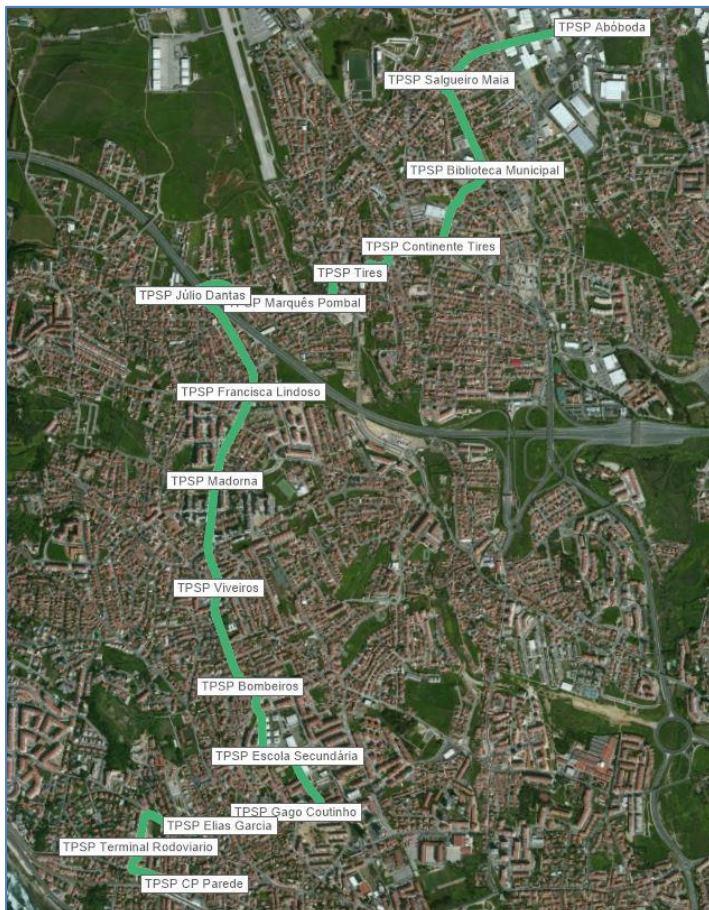 TPSP Abóboda
TPSP Salgueiro Maia
TPSP Biblioteca Municipal
TPSP Continente Tires
TPSP Tires
TPSP Júlio Dantas
TPSP Marquês Pombal
TPSP Francisca Lindoso
TPSP Madorna
TPSP Viveiros
TPSP Bombeiros
TPSP Escola Secundária
TPSP Gago Coutinho
TPSP Elias Garcia
TPSP Terminal Rodoviario
TPSP CP Parede